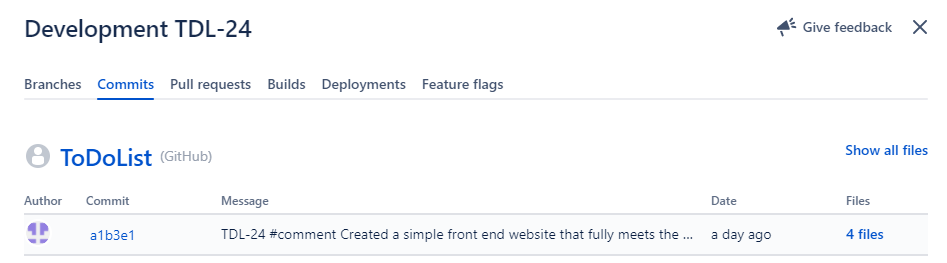 Development TDL-24
Give feedback
Branches Commits Pull requests Builds Deployments Feature flags
ToDoList (GitHub)
Show all files
Author Commit Message Date Files
a1b3e1 TDL-24 #comment Created a simple front end website that fully meets the ... a day ago 4 files